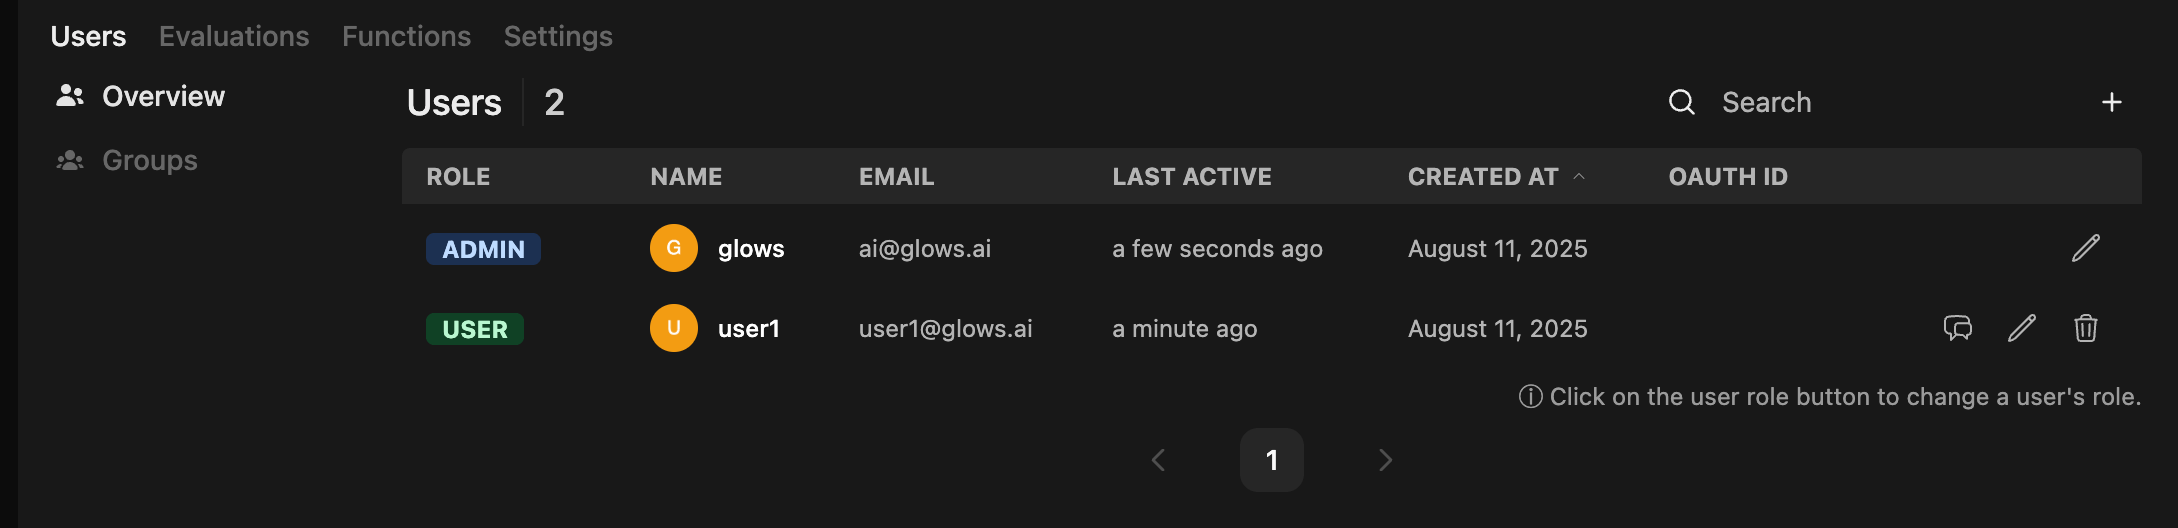 Users Evaluations Functions Settings
Overview
Groups
Users 2
Search
ROLE NAME EMAIL LAST ACTIVE CREATED AT OAUTH ID
ADMIN G glows ai@glows.ai a few seconds ago August 11, 2025
USER U user1 user1@glows.ai a minute ago August 11, 2025
Click on the user role button to change a user's role.
1